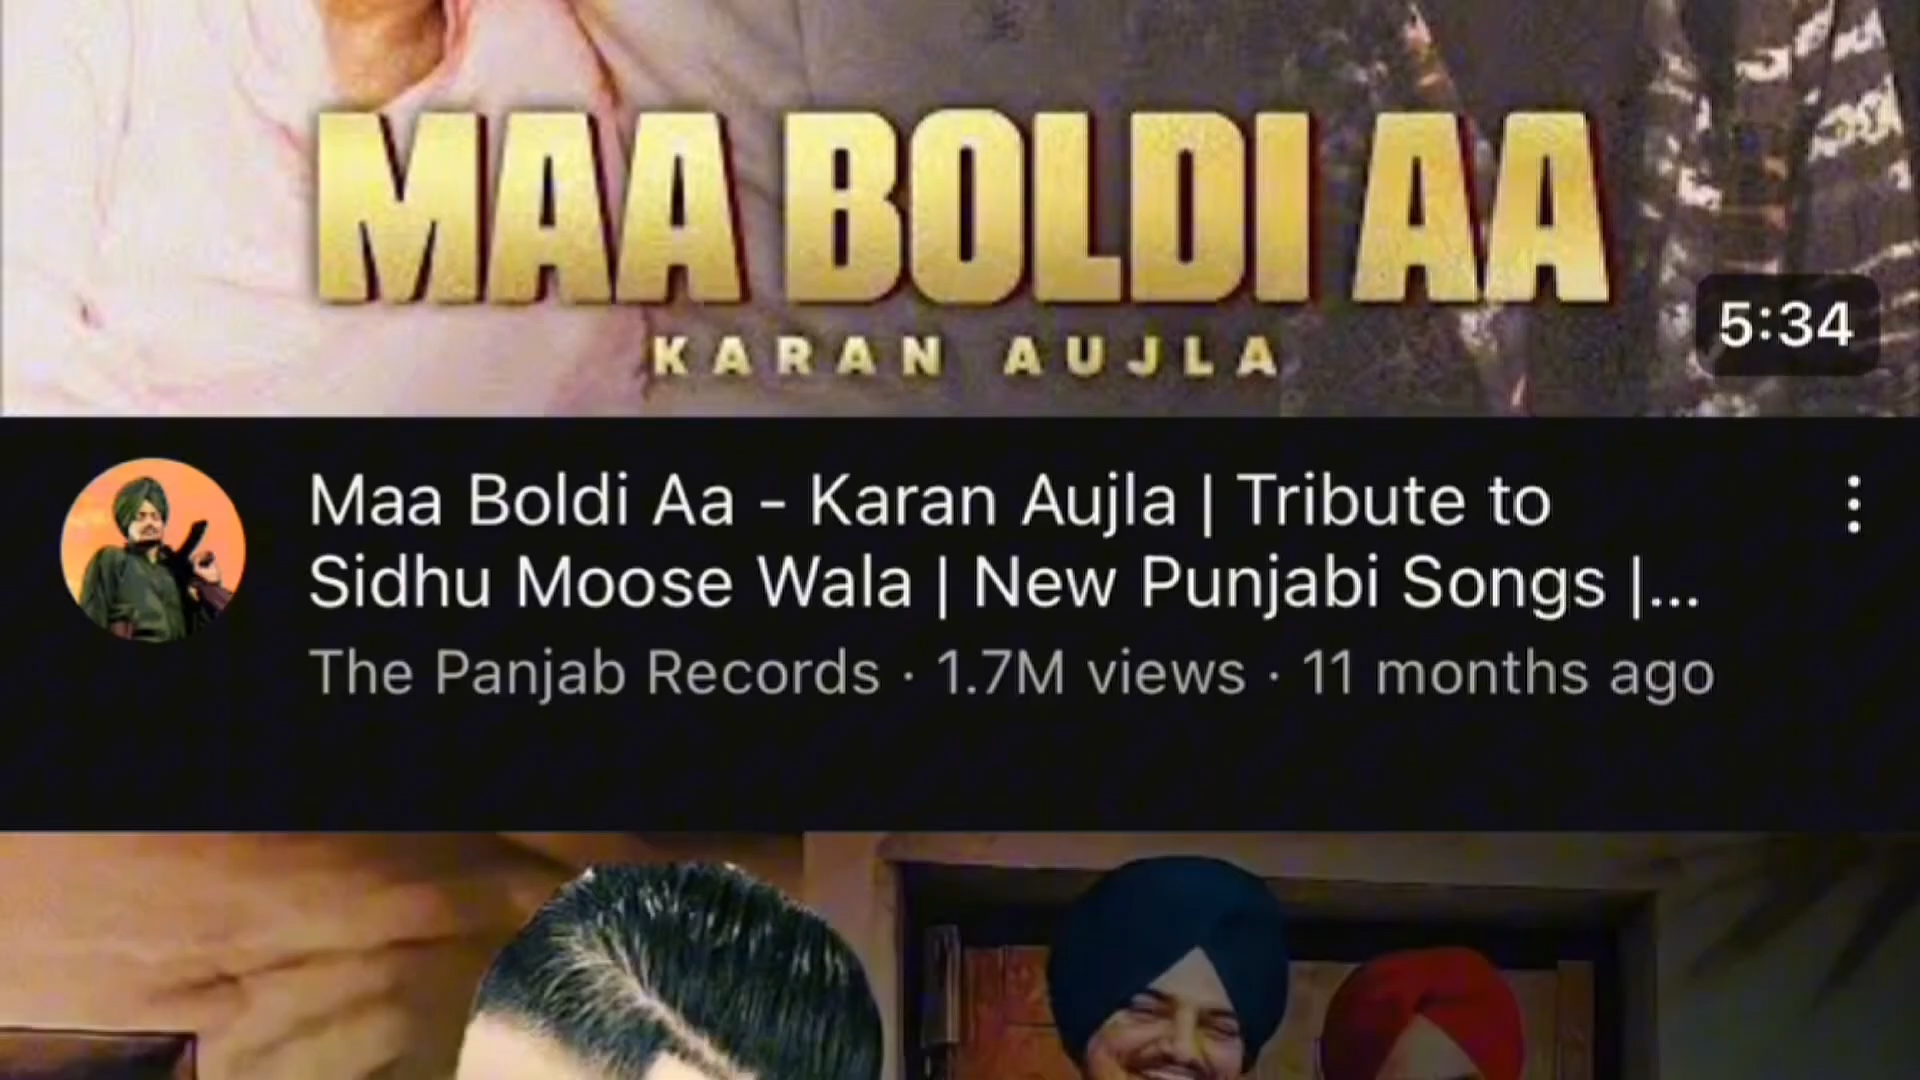 MAA BOLDI AA
KARAN AUJLA
5:34
Maa Boldi Aa - Karan Aujla | Tribute to
Sidhu Moose Wala | New Punjabi Songs |...
The Panjab Records · 1.7M views · 11 months ago